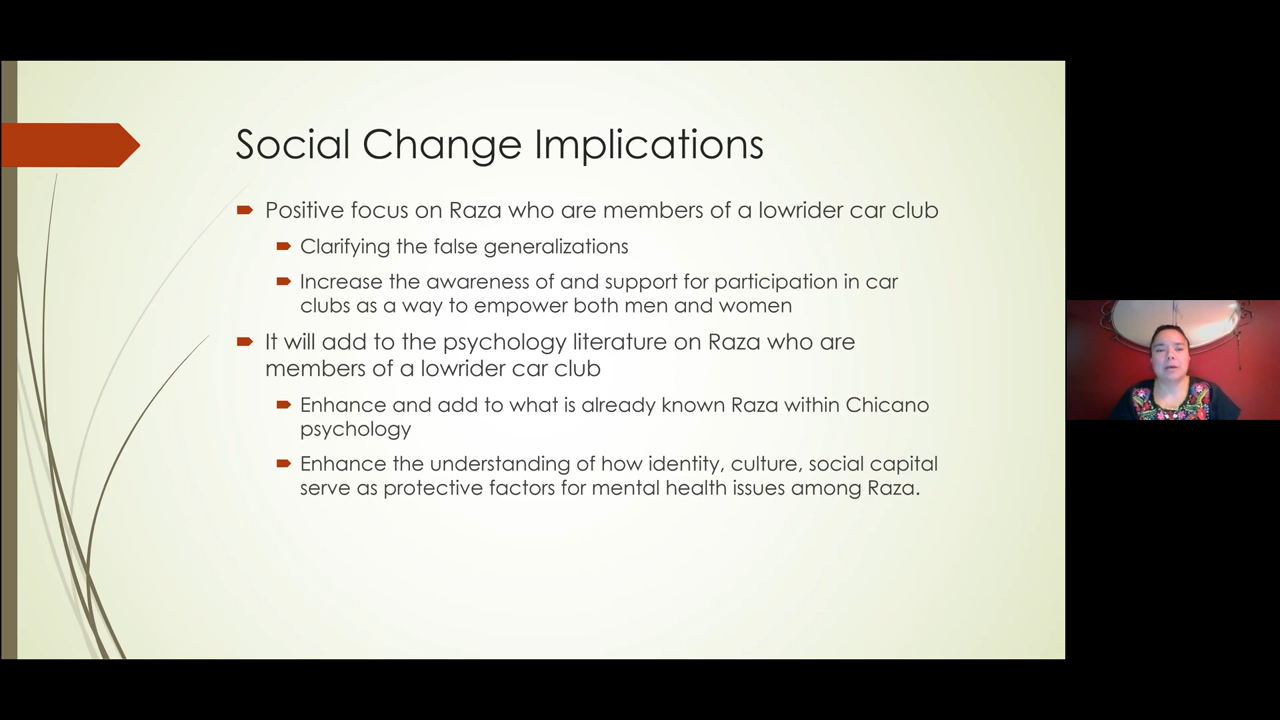 Social Change Implications
Positive focus on Raza who are members of a lowrider car club
Clarifying the false generalizations
Increase the awareness of and support for participation in car
clubs as a way to empower both men and women
It will add to the psychology literature on Raza who are
members of a lowrider car club
Enhance and add to what is already known Raza within Chicano
psychology
Enhance the understanding of how identity, culture, social capital
serve as protective factors for mental health issues among Raza.